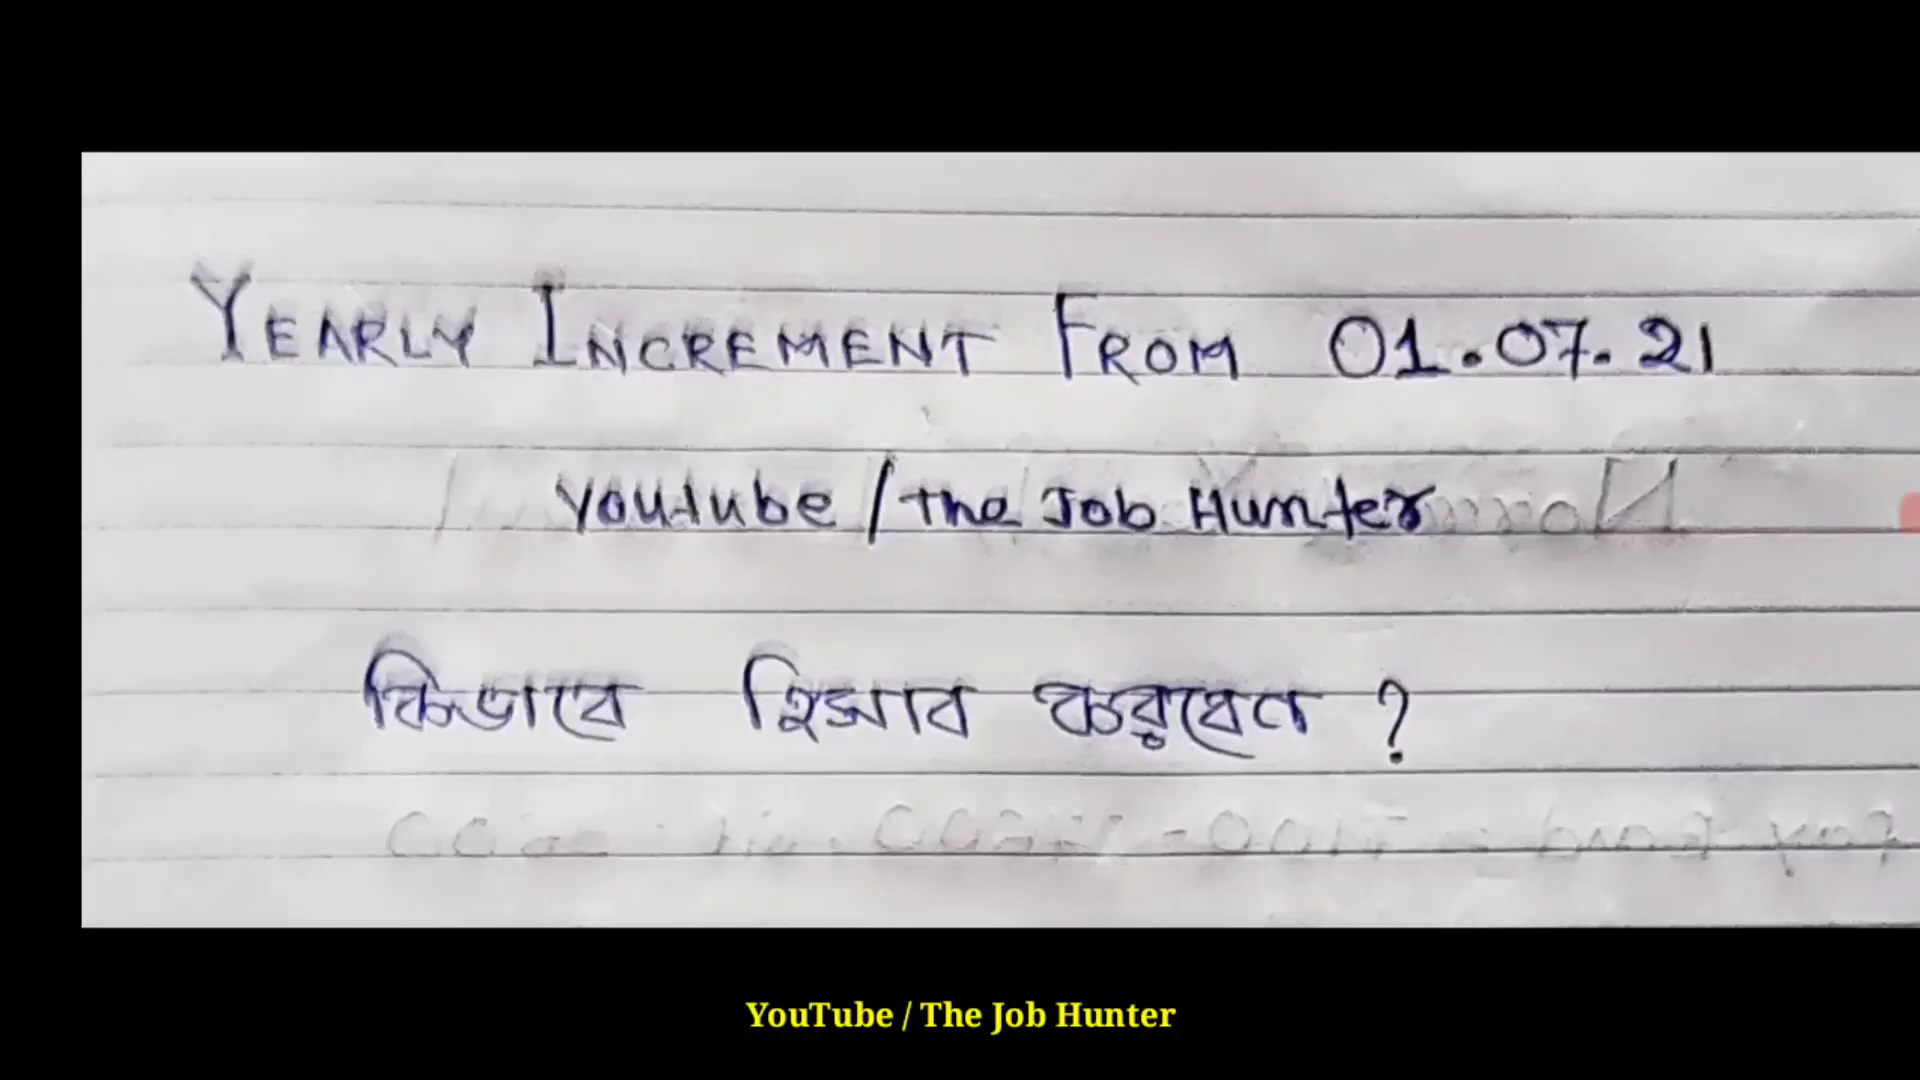 YEARLY INCREMENT FROM 01.07.21
Youtube / The Job Hunter
কিভাবে হিসাব করবেন ?
YouTube / The Job Hunter